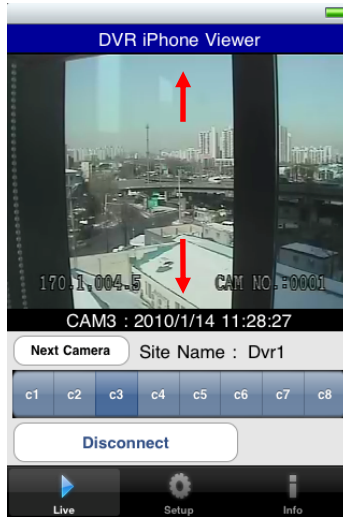 DVR iPhone Viewer
170.1.004.5 CAM NO.:0001
CAM3 : 2010/1/14 11:28:27
Next Camera Site Name : Dvr1
c1 c2 c3 c4 c5 c6 c7 c8
Disconnect
Live Setup Info